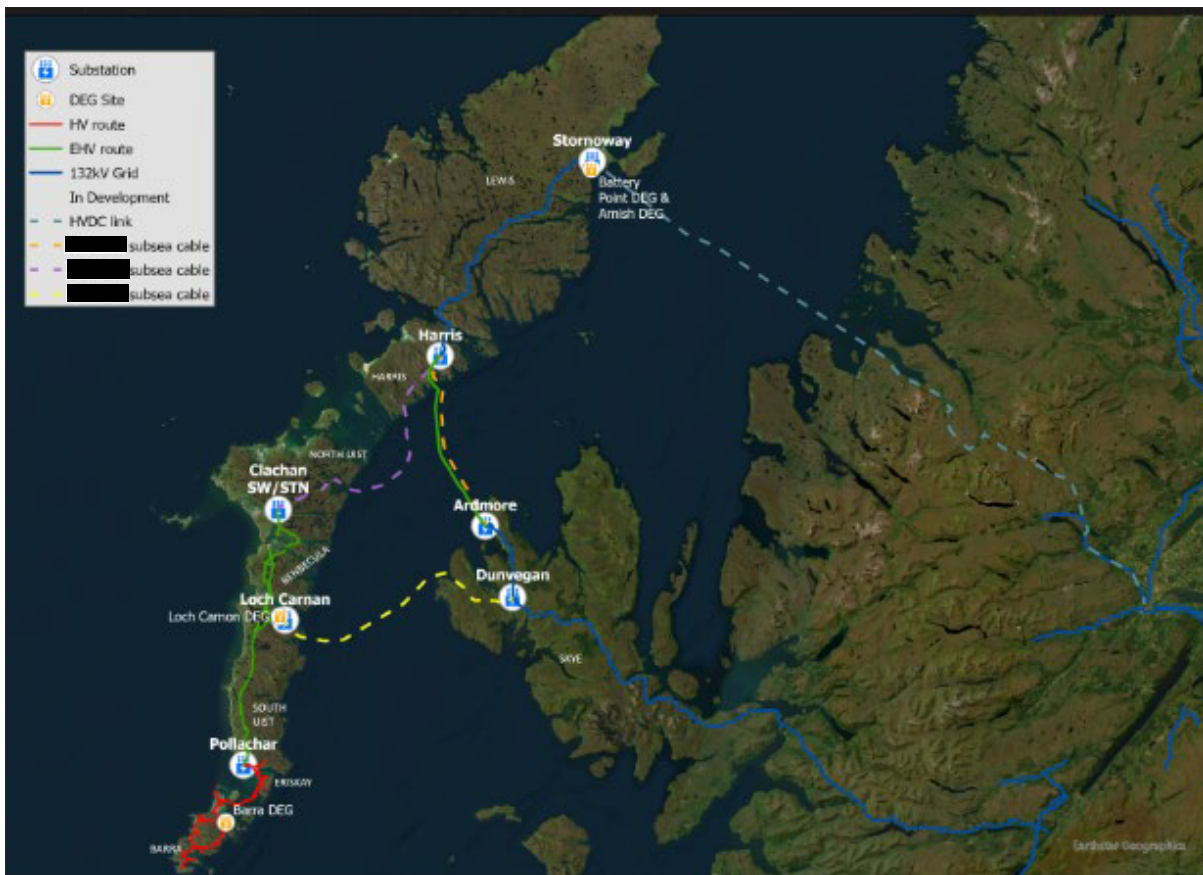 Substation
DEG Site
HV route
EHV route
132kV Grid
In Development
HVDC link
subsea cable
subsea cable
subsea cable
Stornoway
LEWIS
Battery
Point DEG &
Arnish DEG
Harris
HARRIS
NORTH UIST
Clachan
SW/STN
Ardmore
BENBECULA
Dunvegan
Loch Carnan
Loch Carnon DEG
SKYE
SOUTH
UIST
Pollachar
ERISKAY
Barra DEG
BARRA
Earthstar Geographics